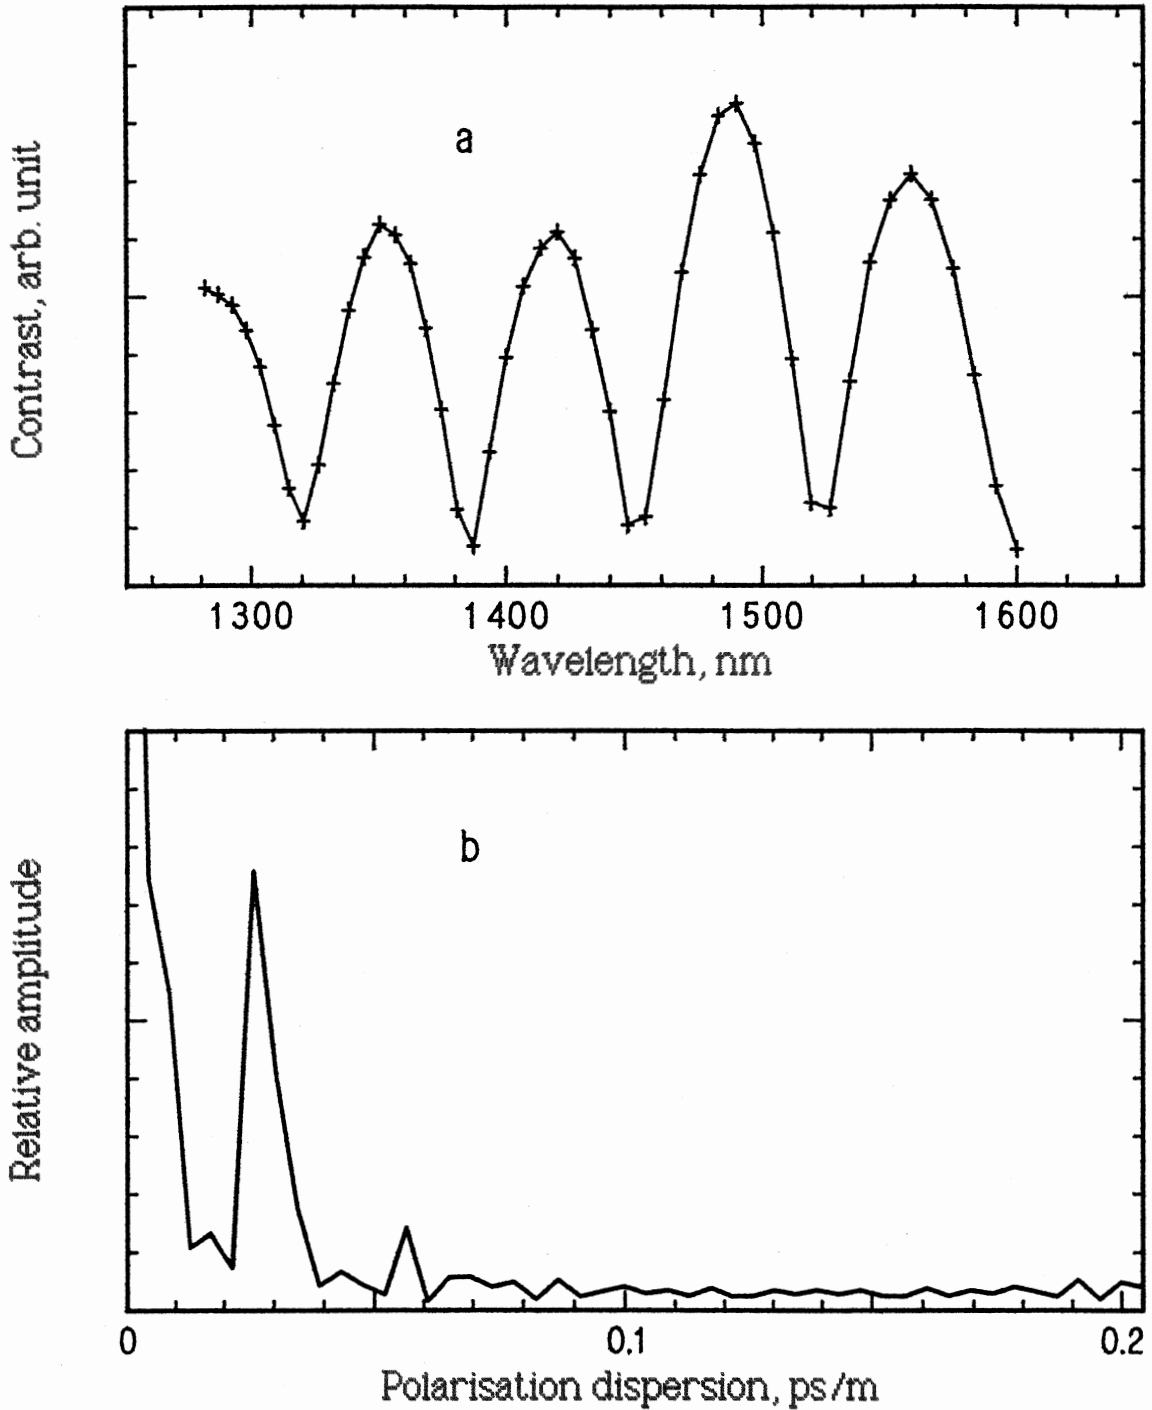 a
Contrast, arb. unit
1300 1400 1500 1600
Wavelength, nm
b
Relative amplitude
0 0.1 0.2
Polarisation dispersion, ps/m